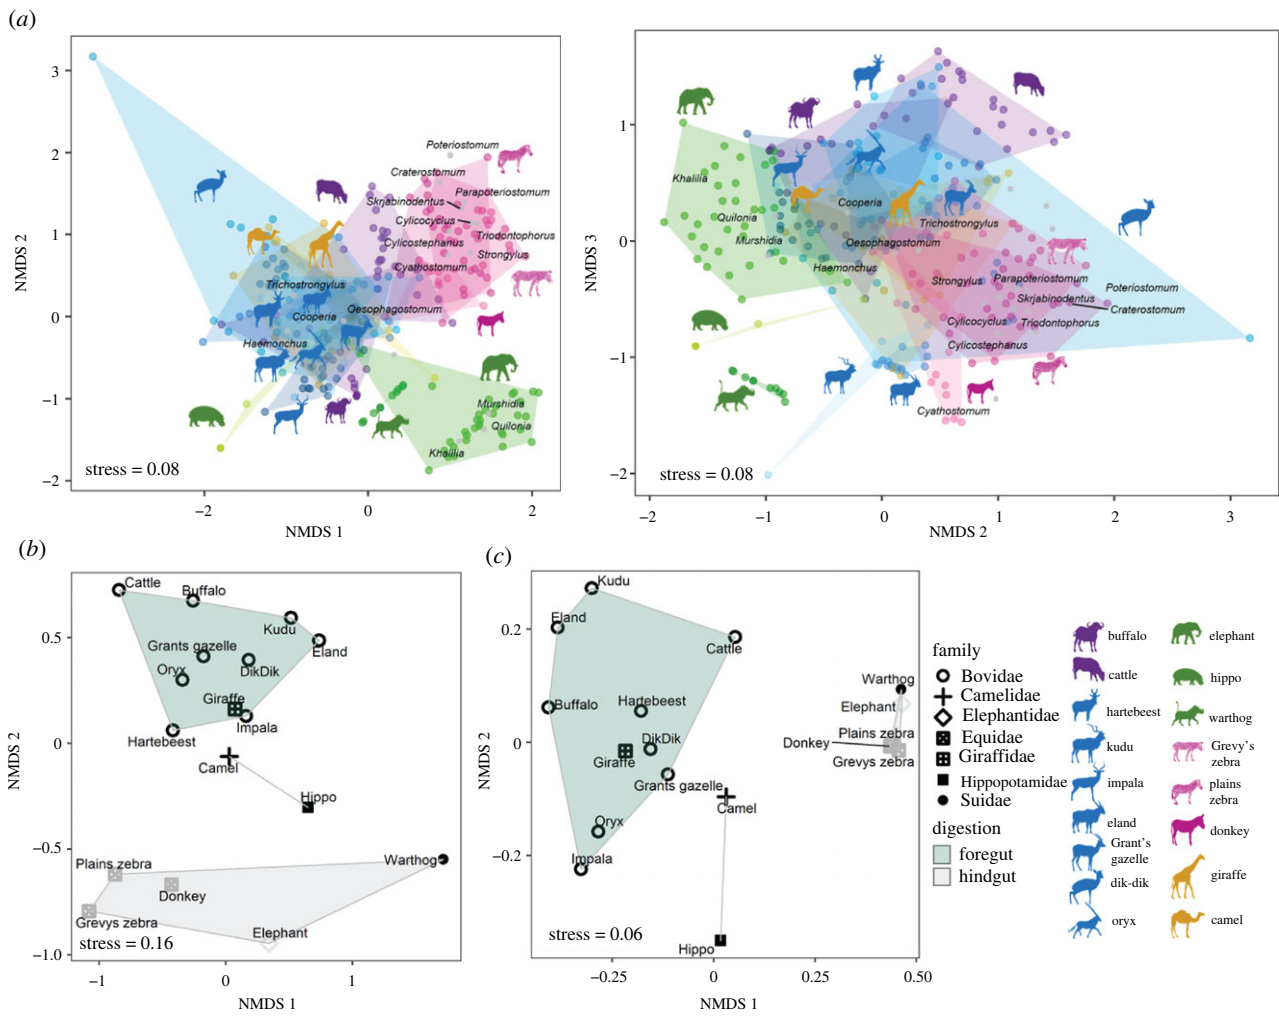 (a)
3
2
1
0
−1
−2
NMDS 2
Poteriostomum
Craterostomum
Parapoteriostomum
Skrjabinodentus
Cylicocyclus
Triodontophorus
Cylicostephanus
Strongylus
Cyathostomum
Trichostrongylus
Oesophagostomum
Cooperia
Haemonchus
Murshidia
Quilonia
Khalilia
stress = 0.08
−2
0
2
NMDS 1
1
0
−1
−2
NMDS 3
Khalilia
Cooperia
Quilonia
Trichostrongylus
Murshidia
Oesophagostomum
Haemonchus
Strongylus
Parapoteriostomum
Poteriostomum
Skrjabinodentus
Craterostomum
Cylicocyclus
Triodontophorus
Cylicostephanus
Cyathostomum
stress = 0.08
−2
−1
0
1
2
3
NMDS 2
(b)
0.5
0
−0.5
−1.0
NMDS 2
Cattle
Buffalo
Kudu
Eland
Grants gazelle
Oryx
DikDik
Giraffe
Impala
Hartebeest
Camel
Hippo
Plains zebra
Warthog
Donkey
Grevys zebra
Elephant
stress = 0.16
−1
0
1
NMDS 1
(c)
0.2
0
−0.2
NMDS 2
Kudu
Eland
Cattle
Buffalo
Hartebeest
DikDik
Giraffe
Grants gazelle
Camel
Oryx
Impala
Hippo
Warthog
Elephant
Plains zebra
Donkey
Grevys zebra
stress = 0.06
−0.25
0
0.25
0.50
NMDS 1
family
Bovidae
Camelidae
Elephantidae
Equidae
Giraffidae
Hippopotamidae
Suidae
digestion
foregut
hindgut
buffalo
cattle
hartebeest
kudu
impala
eland
Grant's
gazelle
dik-dik
oryx
elephant
hippo
warthog
Grevy's
zebra
plains
zebra
donkey
giraffe
camel